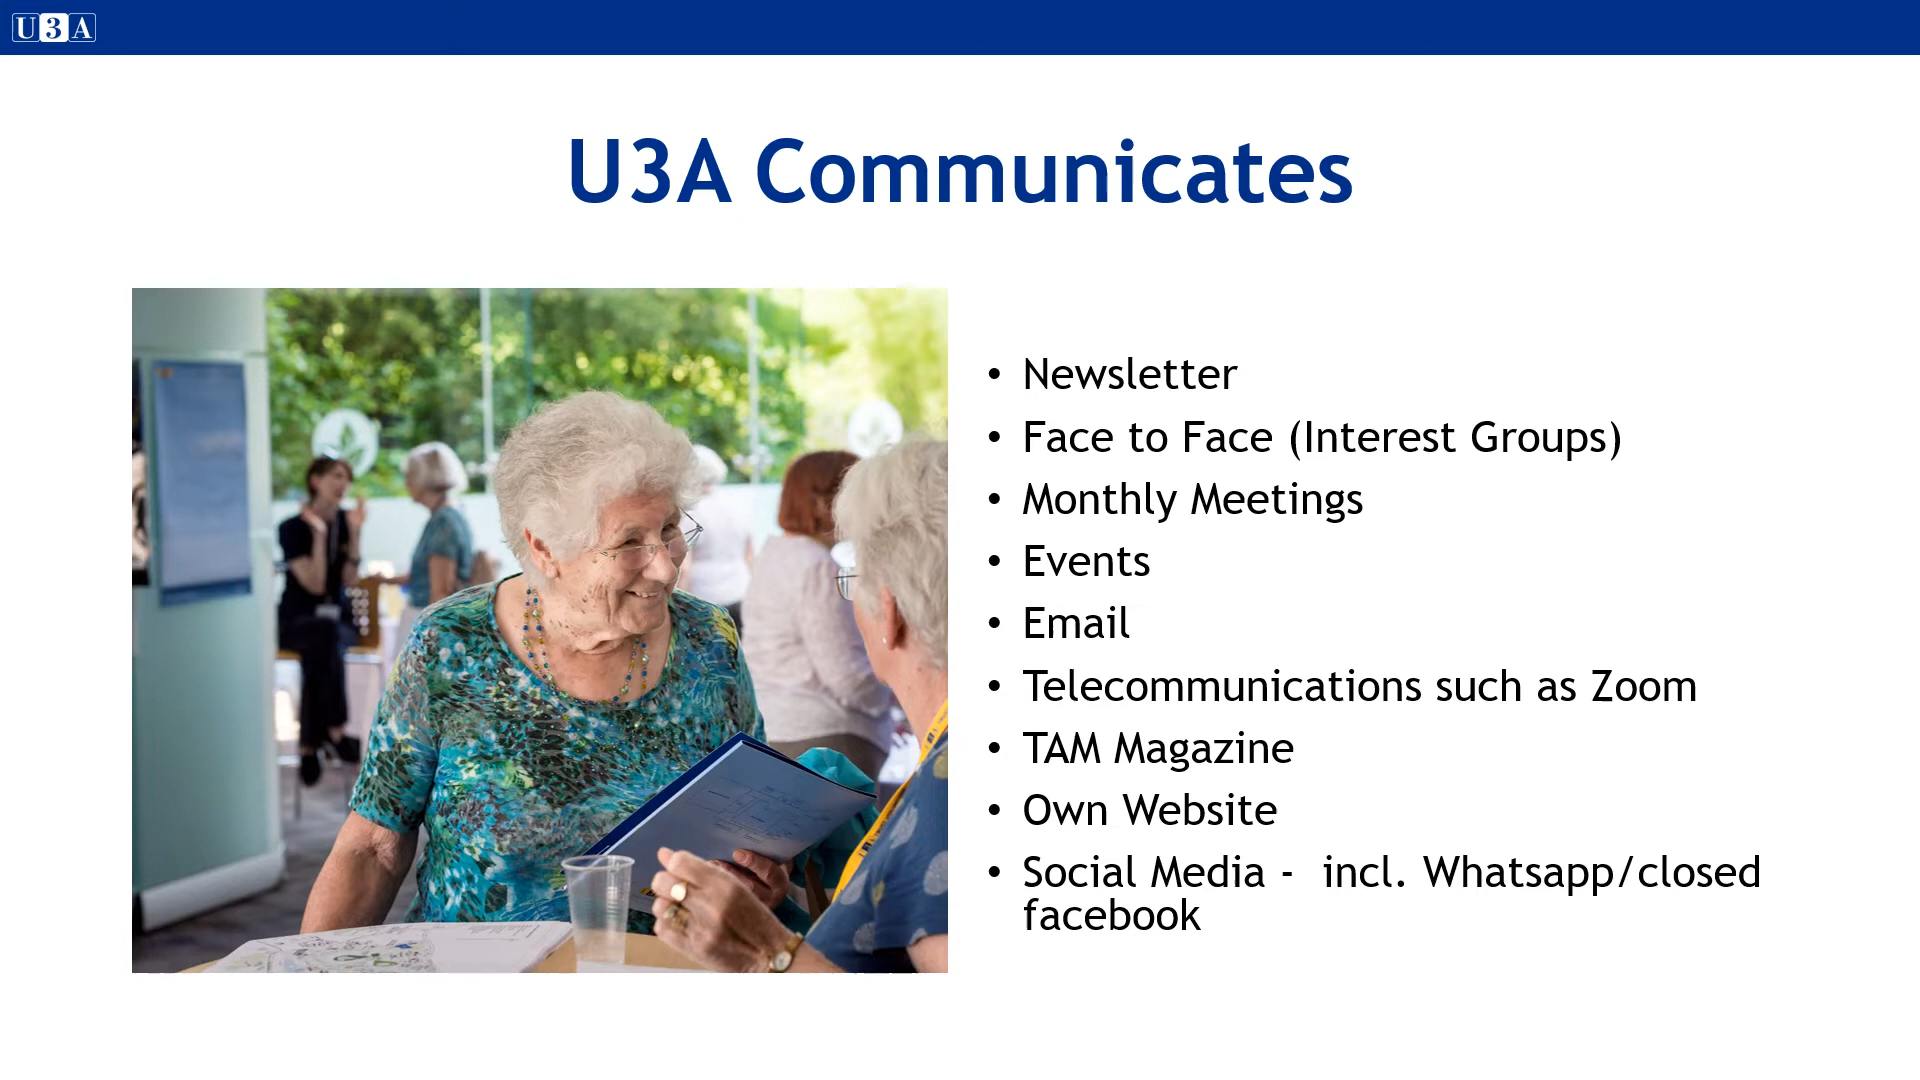 U3A
U3A Communicates
• Newsletter
• Face to Face (Interest Groups)
• Monthly Meetings
• Events
• Email
• Telecommunications such as Zoom
• TAM Magazine
• Own Website
• Social Media -  incl. Whatsapp/closed
facebook